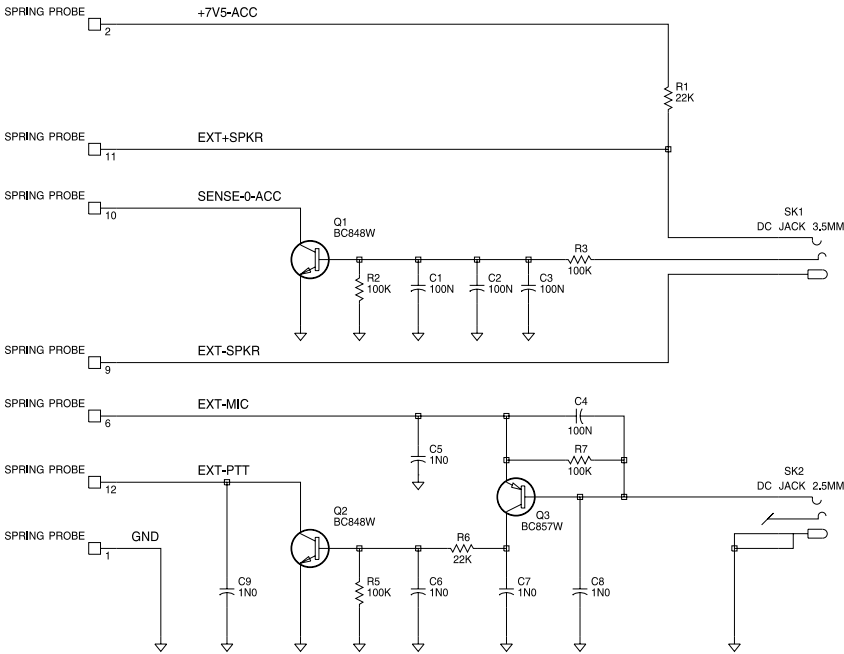 SPRING PROBE
2
+7V5-ACC
R1
22K
SPRING PROBE
11
EXT+SPKR
SPRING PROBE
10
SENSE-0-ACC
Q1
BC848W
SK1
DC JACK 3.5MM
R2
100K
C1
100N
C2
100N
C3
100N
R3
100K
SPRING PROBE
9
EXT-SPKR
SPRING PROBE
6
EXT-MIC
C4
100N
C5
1N0
R7
100K
SPRING PROBE
12
EXT-PTT
SK2
DC JACK 2.5MM
Q2
BC848W
Q3
BC857W
SPRING PROBE
1
GND
R6
22K
C9
1N0
R5
100K
C6
1N0
C7
1N0
C8
1N0